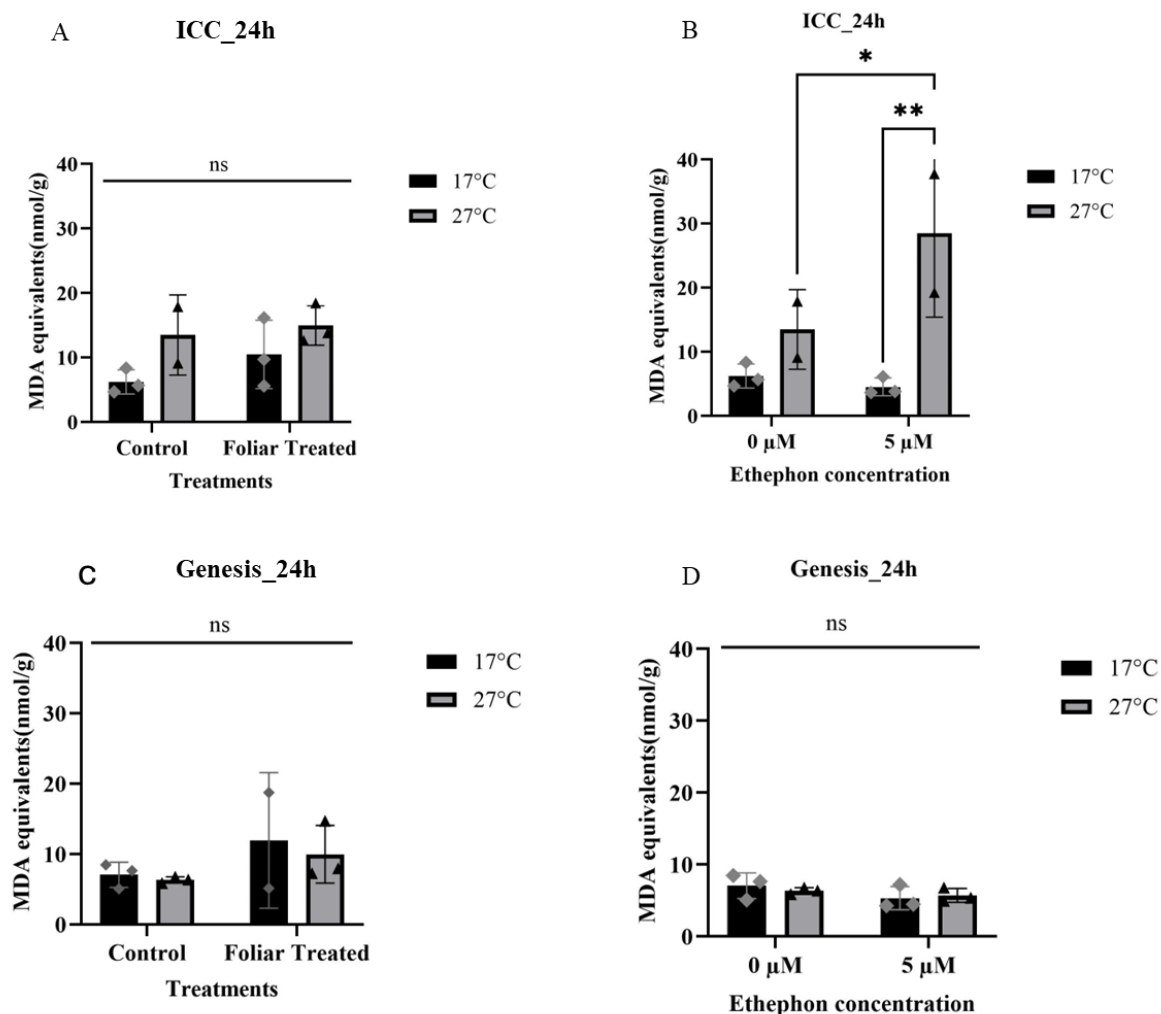 A
ICC_24h
MDA equivalents(nmol/g)
40
30
20
10
0
ns
17°C
27°C
Control
Foliar Treated
Treatments
B
ICC_24h
MDA equivalents(nmol/g)
40
30
20
10
0
*
**
17°C
27°C
0 µM
5 µM
Ethephon concentration
C
Genesis_24h
MDA equivalents(nmol/g)
40
30
20
10
0
ns
17°C
27°C
Control
Foliar Treated
Treatments
D
Genesis_24h
MDA equivalents(nmol/g)
40
30
20
10
0
ns
17°C
27°C
0 µM
5 µM
Ethephon concentration